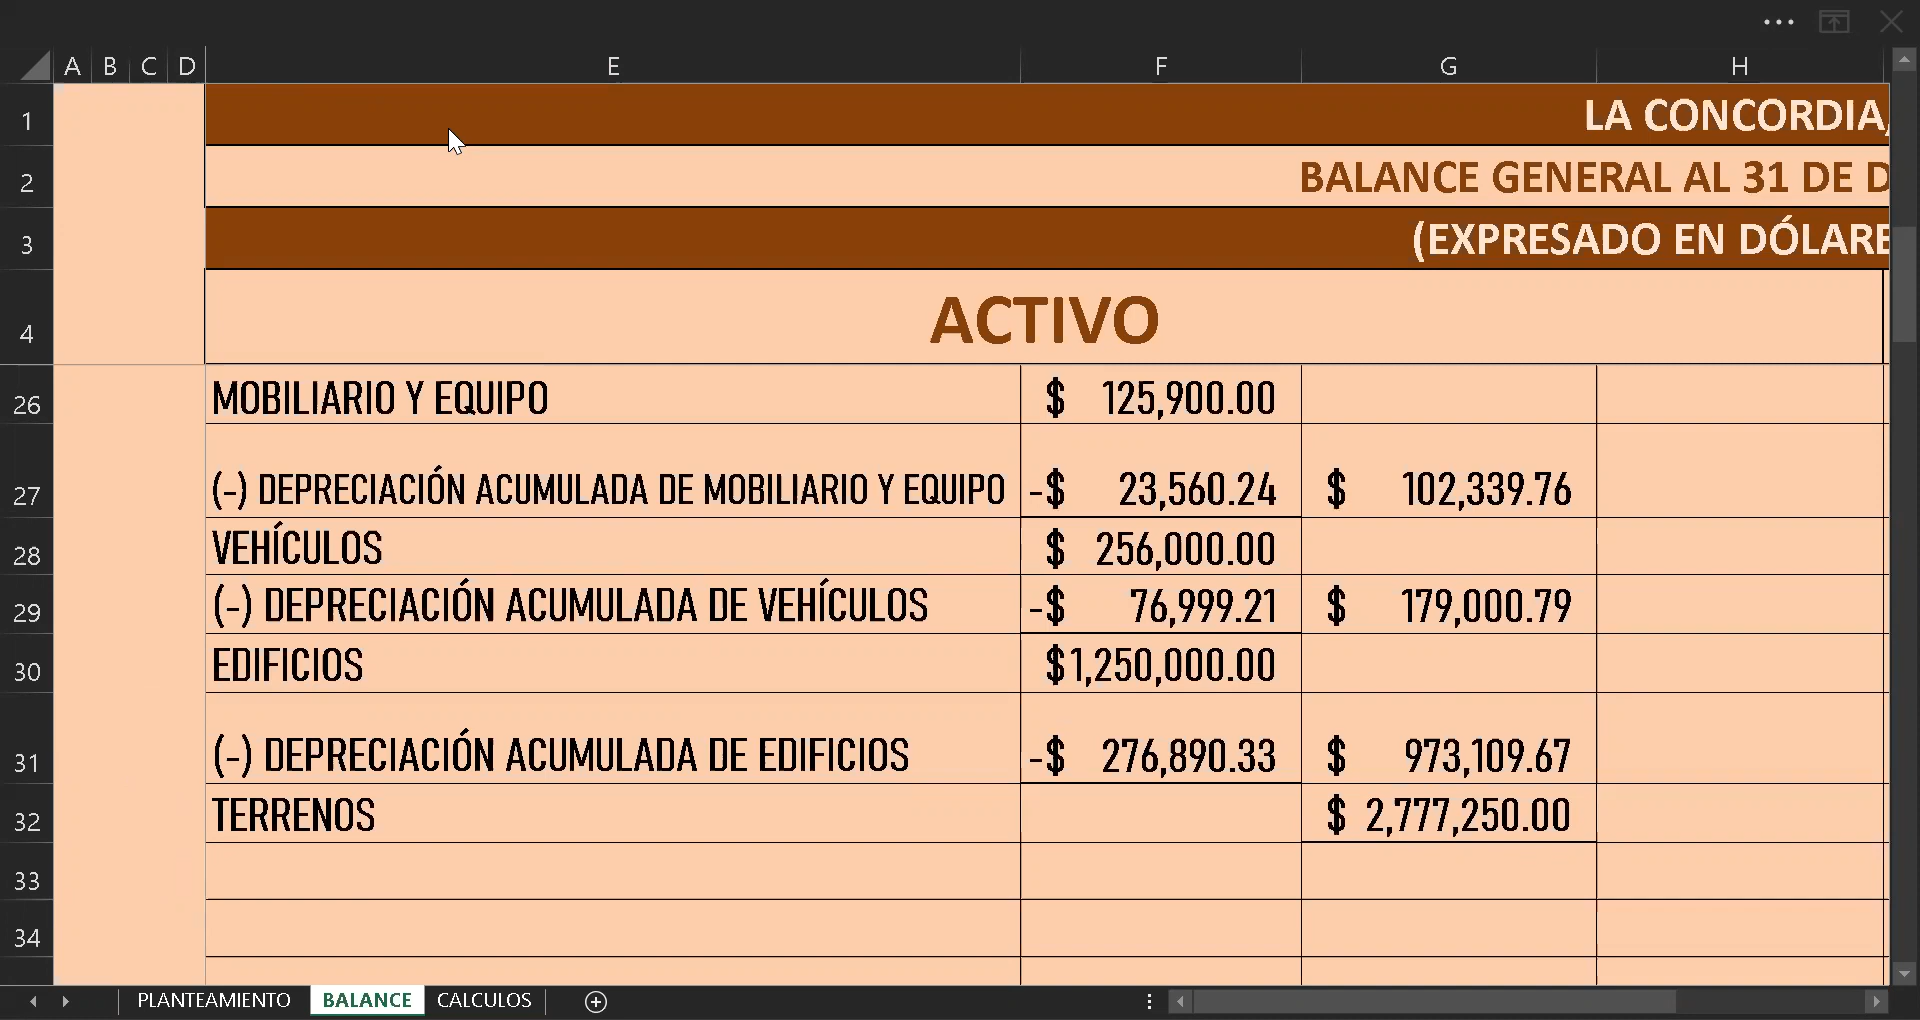 A B C D E F G H
1 LA CONCORDIA,
2 BALANCE GENERAL AL 31 DE D
3 (EXPRESADO EN DÓLARE
4 ACTIVO
26 MOBILIARIO Y EQUIPO $ 125,900.00
27 (-) DEPRECIACIÓN ACUMULADA DE MOBILIARIO Y EQUIPO -$ 23,560.24 $ 102,339.76
28 VEHÍCULOS $ 256,000.00
29 (-) DEPRECIACIÓN ACUMULADA DE VEHÍCULOS -$ 76,999.21 $ 179,000.79
30 EDIFICIOS $1,250,000.00
31 (-) DEPRECIACIÓN ACUMULADA DE EDIFICIOS -$ 276,890.33 $ 973,109.67
32 TERRENOS $ 2,777,250.00
33
34
PLANTEAMIENTO BALANCE CALCULOS